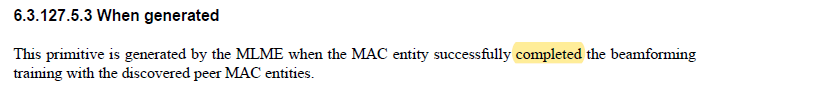 6.3.127.5.3 When generated
This primitive is generated by the MLME when the MAC entity successfully completed the beamforming
training with the discovered peer MAC entities.